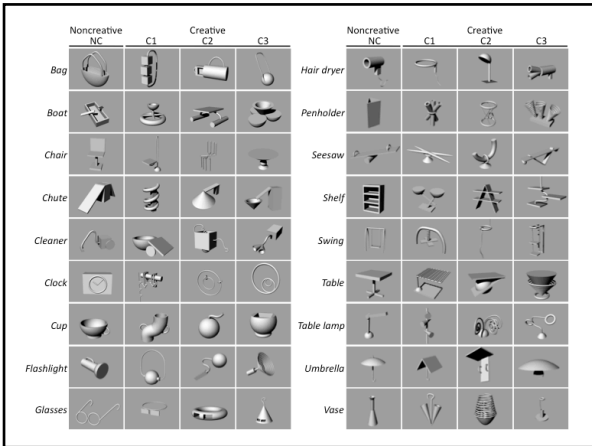 Noncreative Creative
NC C1 C2 C3
Bag
Boat
Chair
Chute
Cleaner
Clock
Cup
Flashlight
Glasses
Noncreative Creative
NC C1 C2 C3
Hair dryer
Penholder
Seesaw
Shelf
Swing
Table
Table lamp
Umbrella
Vase